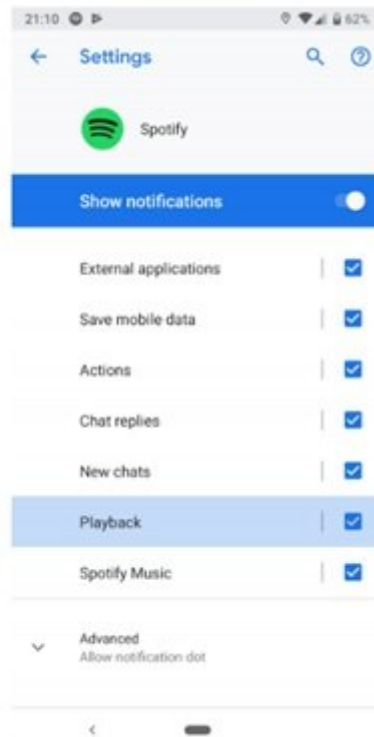 21:10 62%
Settings
Spotify
Show notifications
External applications
Save mobile data
Actions
Chat replies
New chats
Playback
Spotify Music
Advanced
Allow notification dot